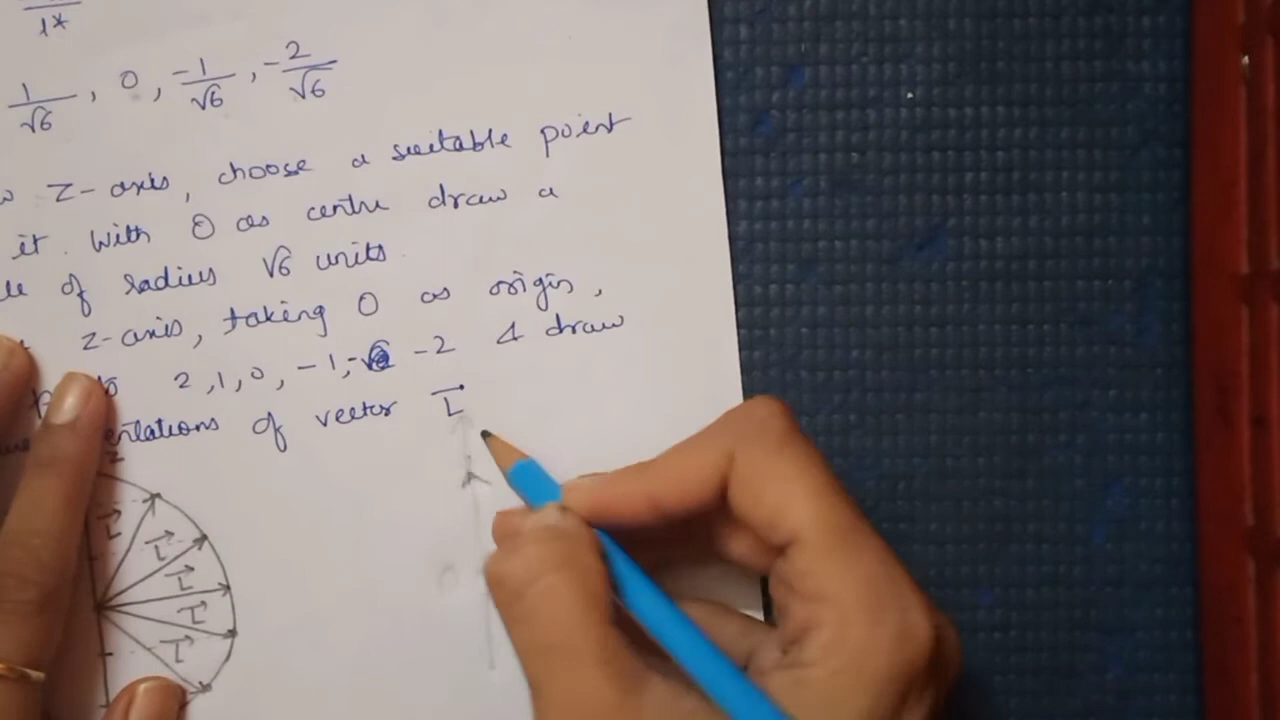 1*
1/√6, 0, -1/√6, -2/√6
Z-axis, choose a suitable point
it. With O as centre draw a
of radius √6 units.
Z-axis, taking O as origin,
2, 1, 0, -1, -2 & draw
of vector L⃗
2
L⃗
L⃗
L⃗
L⃗
L⃗